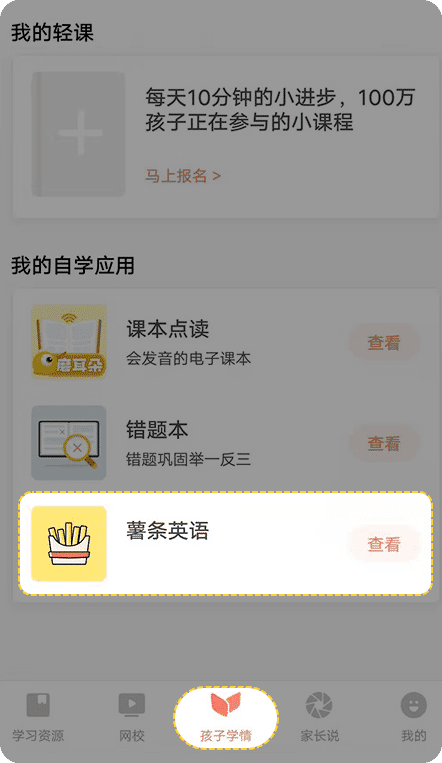 我的轻课
每天10分钟的小进步，100万
孩子正在参与的小课程
马上报名 >
我的自学应用
磨耳朵
课本点读
会发音的电子课本
查看
错题本
错题巩固举一反三
查看
薯条英语
查看
学习资源
网校
孩子学情
家长说
我的